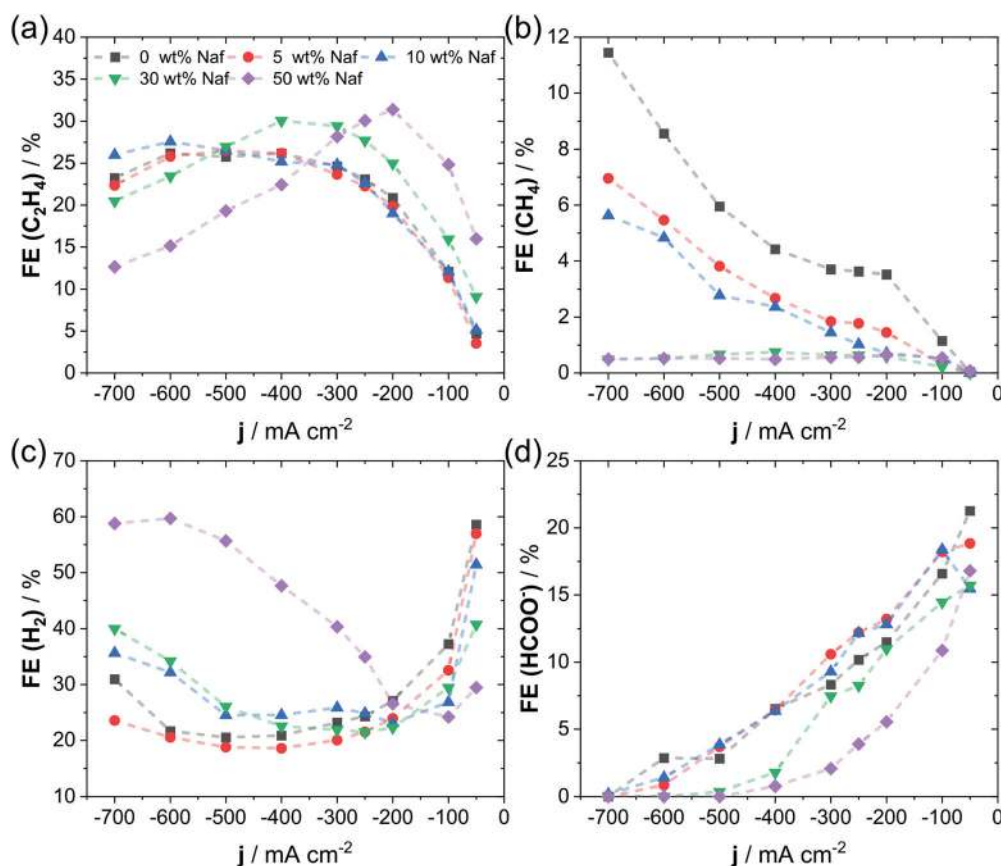 (a)
0 wt% Naf 5 wt% Naf 10 wt% Naf
30 wt% Naf 50 wt% Naf
FE (C₂H₄) / %
40
35
30
25
20
15
10
5
0
-700 -600 -500 -400 -300 -200 -100 0
j / mA cm⁻²
(b)
FE (CH₄) / %
12
10
8
6
4
2
0
-700 -600 -500 -400 -300 -200 -100 0
j / mA cm⁻²
(c)
FE (H₂) / %
70
60
50
40
30
20
10
-700 -600 -500 -400 -300 -200 -100 0
j / mA cm⁻²
(d)
FE (HCOO⁻) / %
25
20
15
10
5
0
-700 -600 -500 -400 -300 -200 -100 0
j / mA cm⁻²